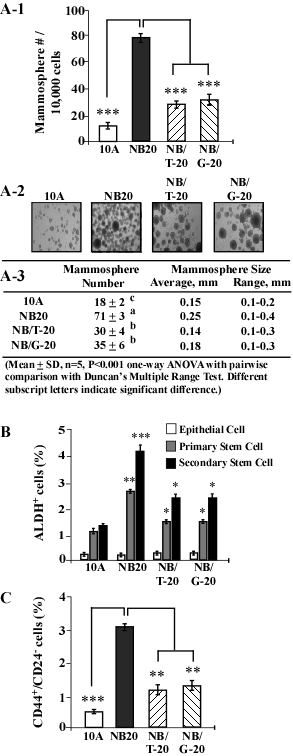 A-1
Mammosphere # /
10,000 cells
100
80
60
40
20
0
***
***
***
10A
NB20
NB/
T-20
NB/
G-20
A-2
10A
NB20
NB/
T-20
NB/
G-20
A-3
Mammosphere Number
Mammosphere Size
Average, mm
Range, mm
10A 18 ± 2 c 0.15 0.1-0.2
NB20 71 ± 3 a 0.25 0.1-0.4
NB/T-20 30 ± 4 b 0.14 0.1-0.3
NB/G-20 35 ± 6 b 0.18 0.1-0.3
(Mean ± SD, n=5, P<0.001 one-way ANOVA with pairwise
comparison with Duncan's Multiple Range Test. Different
subscript letters indicate significant difference.)
B
ALDH+ cells (%)
5
4
3
2
1
0
Epithelial Cell
Primary Stem Cell
Secondary Stem Cell
**
***
*
*
*
*
10A
NB20
NB/
T-20
NB/
G-20
C
CD44+/CD24- cells (%)
3
2
1
0
***
**
**
10A
NB20
NB/
T-20
NB/
G-20